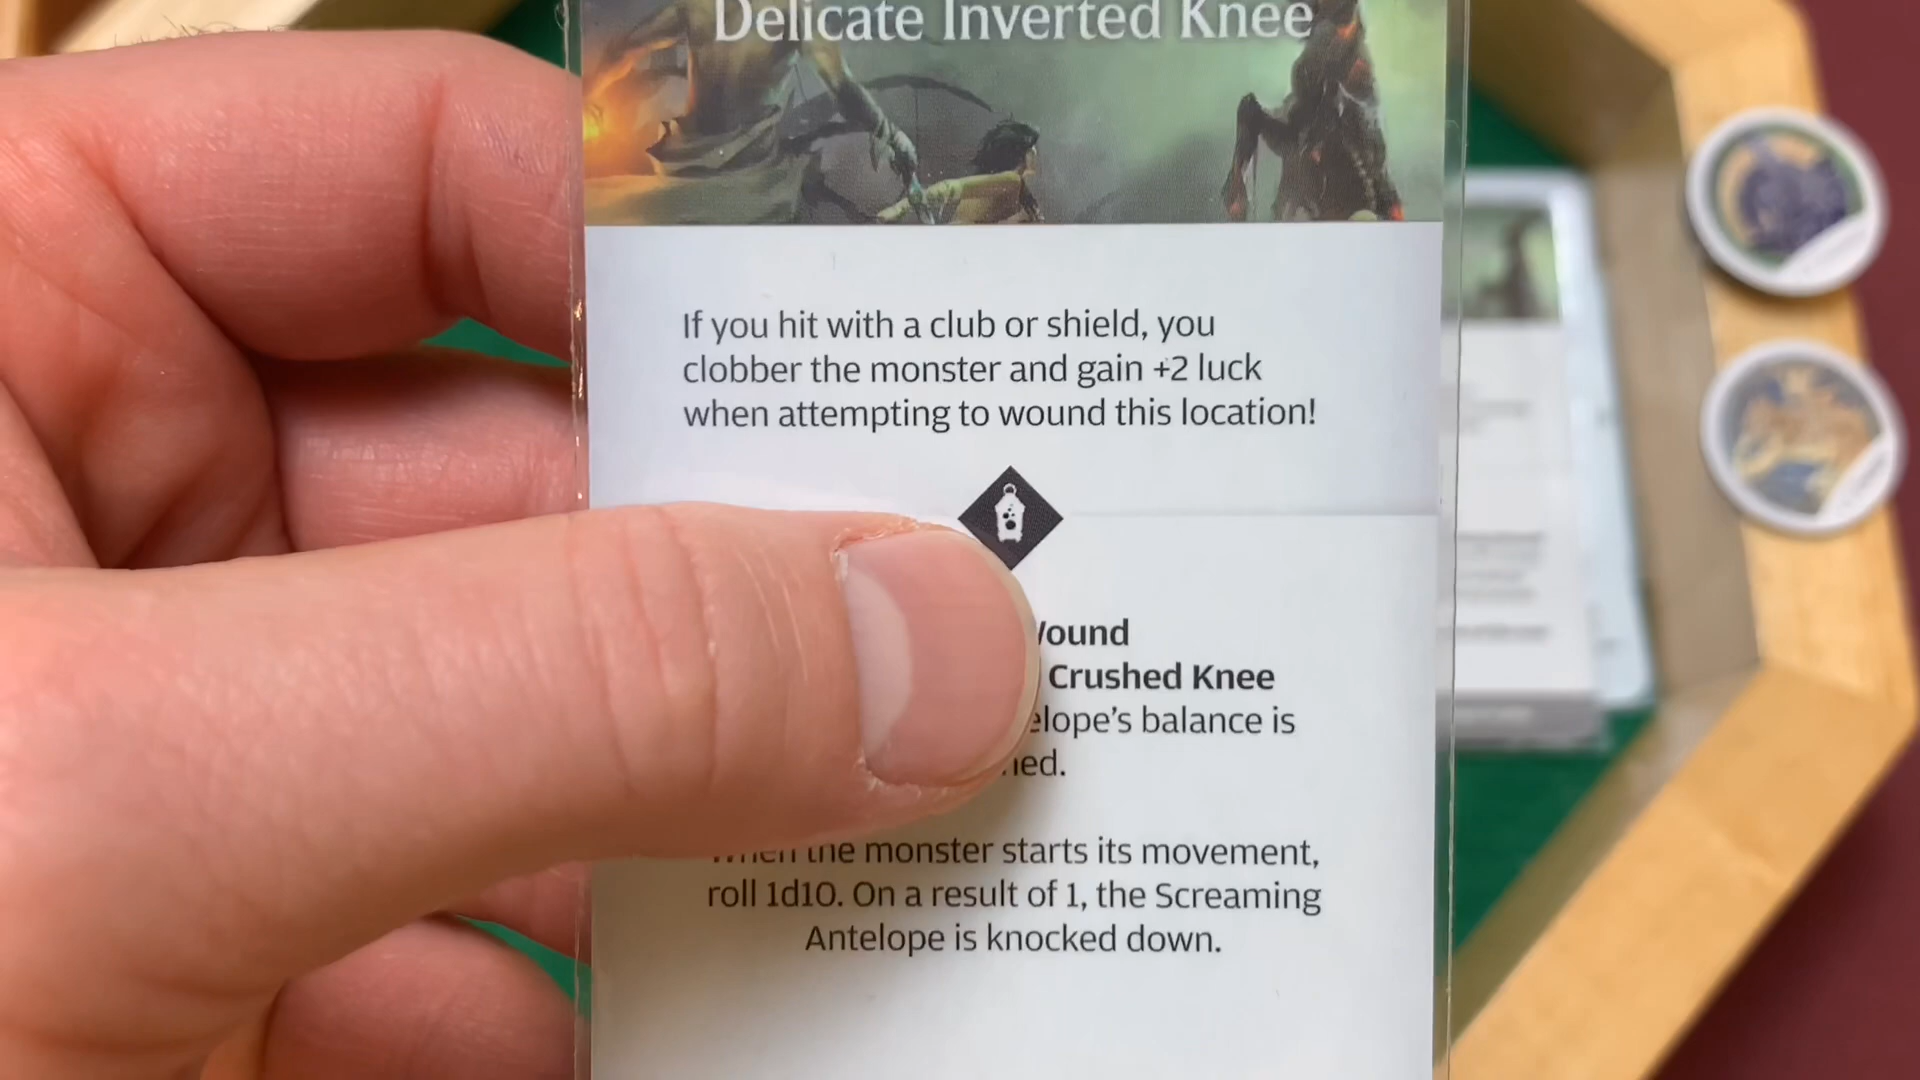 Delicate Inverted Knee
If you hit with a club or shield, you
clobber the monster and gain +2 luck
when attempting to wound this location!
Crushed Knee
balance is
the monster starts its movement,
roll 1d10. On a result of 1, the Screaming
Antelope is knocked down.